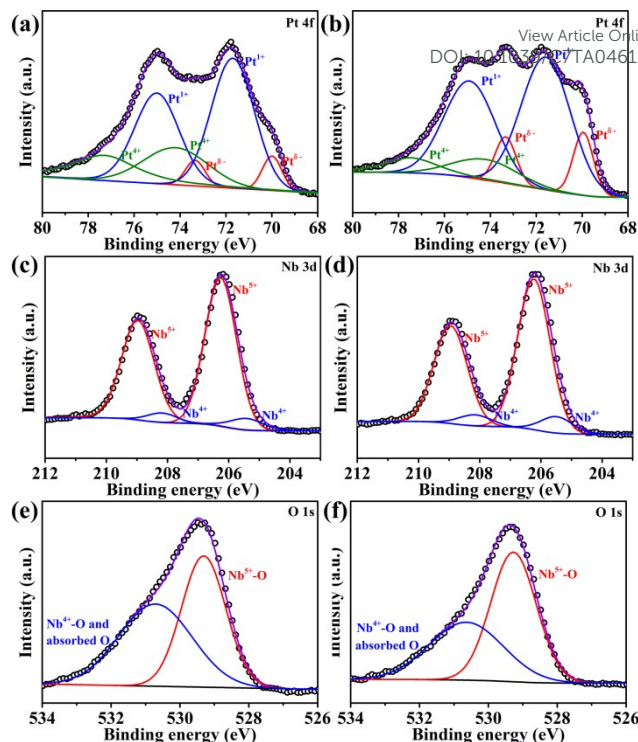 (a) Pt 4f
Intensity (a.u.)
Pt¹⁺ Pt¹⁺
Pt⁴⁺ Pt⁴⁺ Ptᵟ⁻ Ptᵟ⁻
80 78 76 74 72 70 68
Binding energy (eV)
(b) Pt 4f
View Article Onli
DOI:
Intensity (a.u.)
Pt¹⁺
Ptᵟ⁻ Ptᵟ⁻
Pt⁴⁺ Pt⁴⁺
80 78 76 74 72 70 68
Binding energy (eV)
(c) Nb 3d
Intensity (a.u.)
Nb⁵⁺ Nb⁵⁺
Nb⁴⁺ Nb⁴⁺
212 210 208 206 204
Binding energy (eV)
(d) Nb 3d
Intensity (a.u.)
Nb⁵⁺ Nb⁵⁺
Nb⁴⁺ Nb⁴⁺
212 210 208 206 204
Binding energy (eV)
(e) O 1s
Intensity (a.u.)
Nb⁵⁺-O
Nb⁴⁺-O and
absorbed O
534 532 530 528 526
Binding energy (eV)
(f) O 1s
Intensity (a.u.)
Nb⁵⁺-O
Nb⁴⁺-O and
absorbed O
534 532 530 528 526
Binding energy (eV)